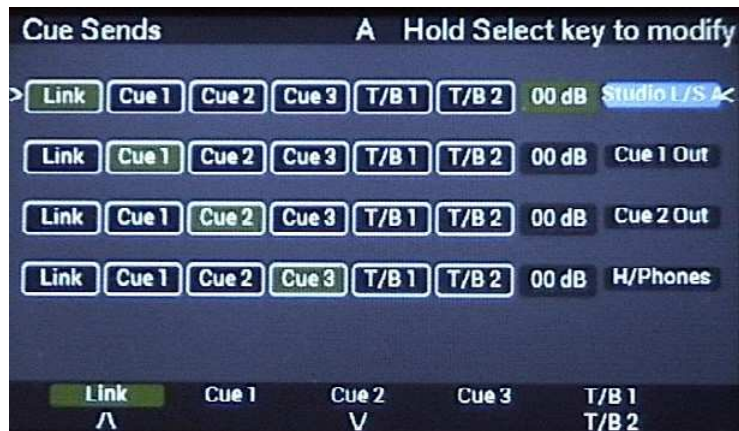 Cue Sends A Hold Select key to modify
> Link Cue 1 Cue 2 Cue 3 T/B 1 T/B 2 00 dB Studio L/S A <
Link Cue 1 Cue 2 Cue 3 T/B 1 T/B 2 00 dB Cue 1 Out
Link Cue 1 Cue 2 Cue 3 T/B 1 T/B 2 00 dB Cue 2 Out
Link Cue 1 Cue 2 Cue 3 T/B 1 T/B 2 00 dB H/Phones
Link Cue 1 Cue 2 Cue 3 T/B 1
/\ \/ T/B 2